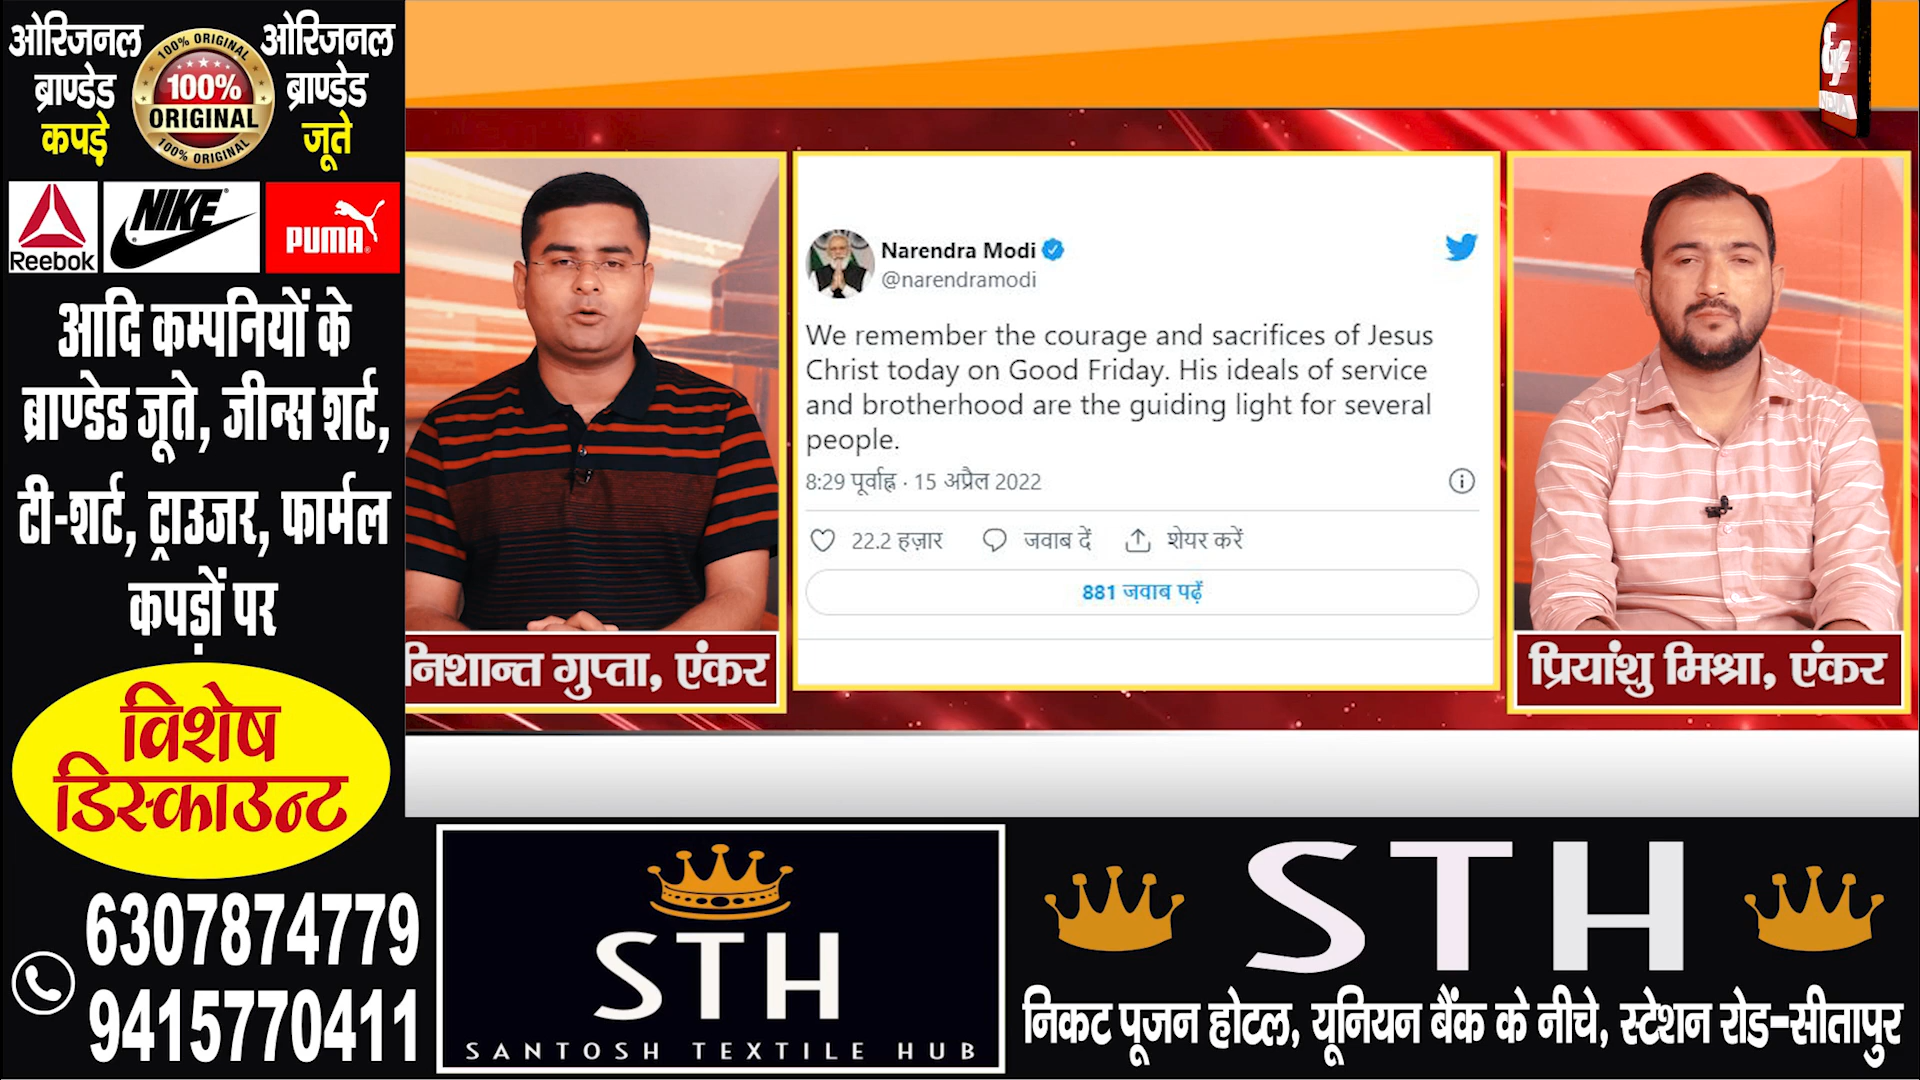 ओरिजनल
ब्राण्डेड
कपड़े
100% ORIGINAL
100%
ORIGINAL
100% ORIGINAL
ओरिजनल
ब्राण्डेड
जूते
Reebok
NIKE
PUMA
आदि कम्पनियों के
ब्राण्डेड जूते, जीन्स शर्ट,
टी-शर्ट, ट्राउजर, फार्मल
कपड़ों पर
विशेष
डिस्काउन्ट
6307874779
9415770411
Narendra Modi
@narendramodi
We remember the courage and sacrifices of Jesus
Christ today on Good Friday. His ideals of service
and brotherhood are the guiding light for several
people.
8:29 पूर्वाह्न · 15 अप्रैल 2022
22.2 हज़ार जवाब दें शेयर करें
881 जवाब पढ़ें
निशान्त गुप्ता, एंकर
प्रियांशु मिश्रा, एंकर
STH
SANTOSH TEXTILE HUB
STH
निकट पूजन होटल, यूनियन बैंक के नीचे, स्टेशन रोड-सीतापुर